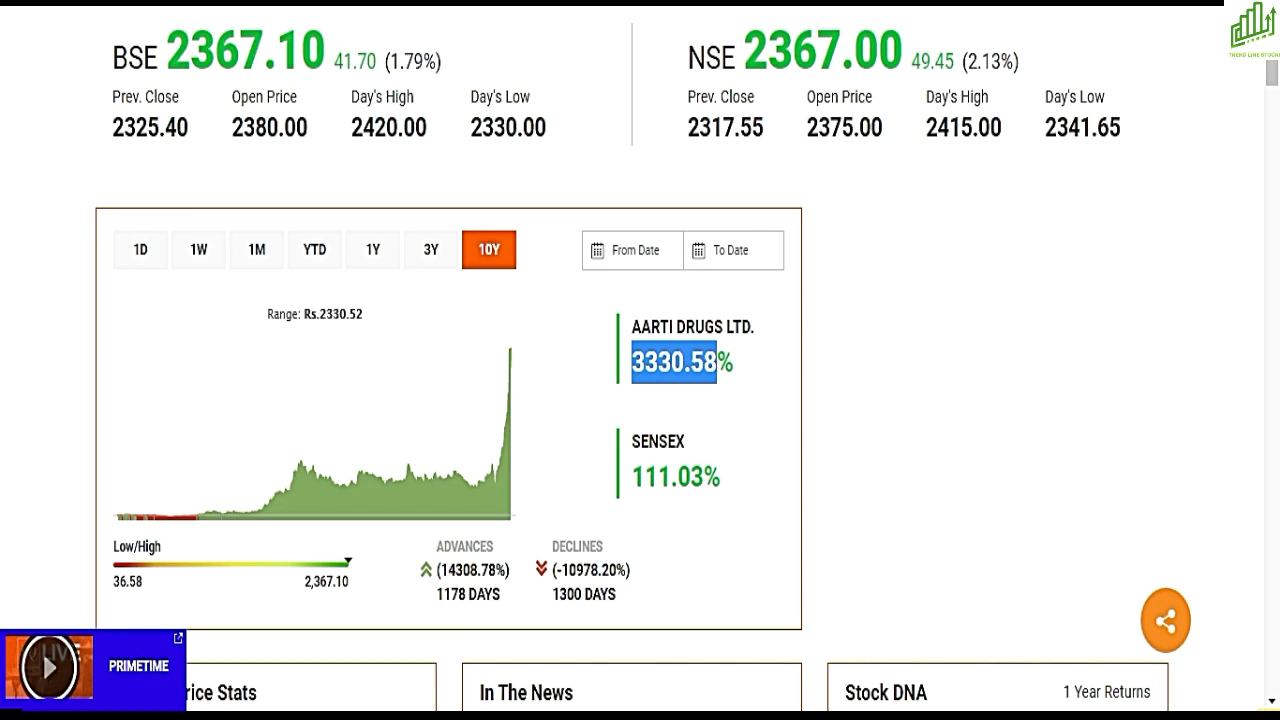 TREND LINE STOCKS
BSE 2367.10 41.70 (1.79%)
Prev. Close Open Price Day's High Day's Low
2325.40 2380.00 2420.00 2330.00
NSE 2367.00 49.45 (2.13%)
Prev. Close Open Price Day's High Day's Low
2317.55 2375.00 2415.00 2341.65
1D 1W 1M YTD 1Y 3Y 10Y
From Date To Date
Range: Rs.2330.52
AARTI DRUGS LTD.
3330.58%
SENSEX
111.03%
Low/High
36.58 2,367.10
ADVANCES
(14308.78%)
1178 DAYS
DECLINES
(-10978.20%)
1300 DAYS
LIVE
PRIMETIME
rice Stats
In The News
Stock DNA 1 Year Returns